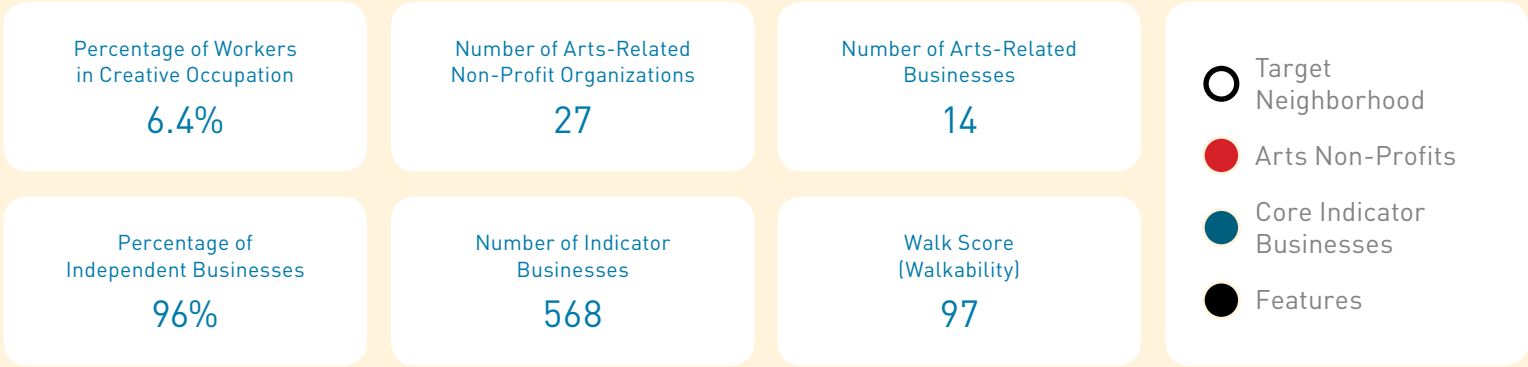 Percentage of Workers
in Creative Occupation
6.4%
Number of Arts-Related
Non-Profit Organizations
27
Number of Arts-Related
Businesses
14
Percentage of
Independent Businesses
96%
Number of Indicator
Businesses
568
Walk Score
(Walkability)
97
Target
Neighborhood
Arts Non-Profits
Core Indicator
Businesses
Features